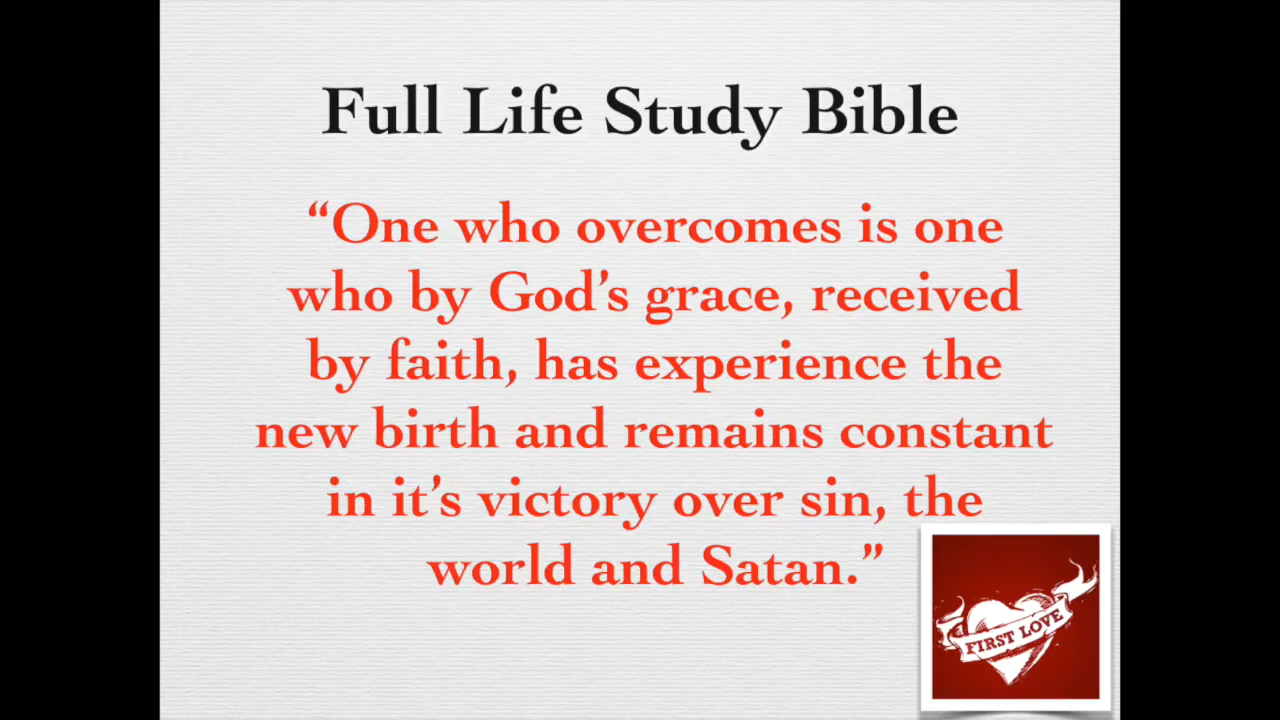 Full Life Study Bible
“One who overcomes is one
who by God’s grace, received
by faith, has experience the
new birth and remains constant
in it’s victory over sin, the
world and Satan.”
FIRST LOVE